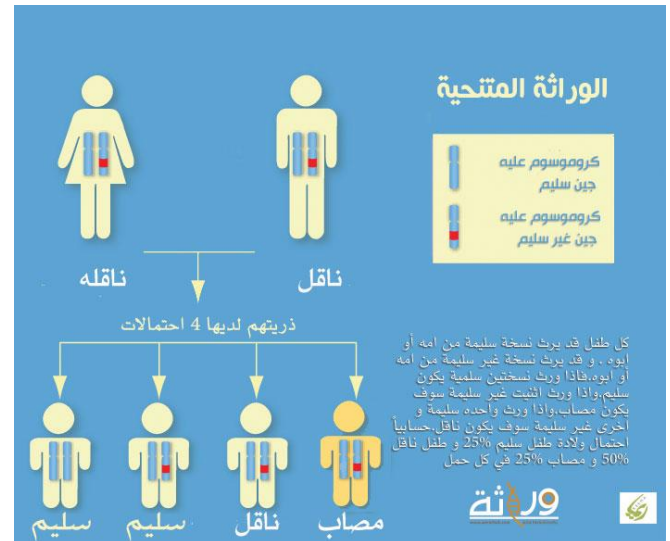 الوراثة المتنحية
كروموسوم عليه
جين سليم
كروموسوم عليه
جين غير سليم
ناقل
ناقله
ذريتهم لديها 4 احتمالات
كل طفل قد يرث نسخة سليمة من امه أو
ابوه . و قد يرث نسخة غير سليمة من امه
أو ابوه.فاذا ورث نسختين سلمية يكون
سليم.واذا ورث اثنيت غير سليمة سوف
يكون مصاب.واذا ورث واحده سليمة و
أخرى غير سليمة سوف يكون ناقل.حسابياً
احتمال ولادة طفل سليم 25% و طفل ناقل
50% و مصاب 25% في كل حمل
مصاب
ناقل
سليم
سليم
وراثة